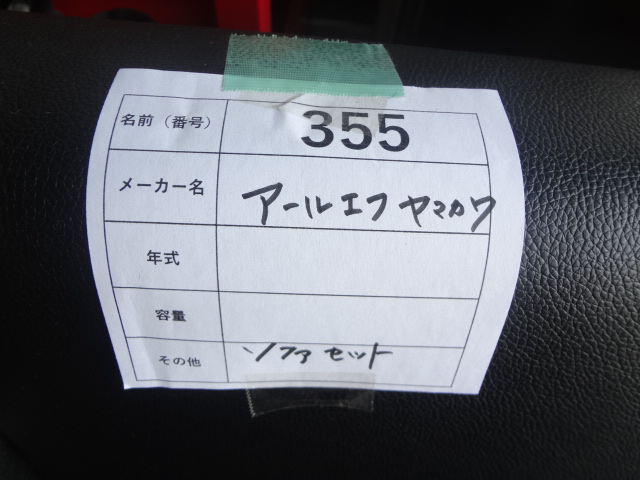 名前（番号） 355
メーカー名 アールエフ ヤマカワ
年式
容量
その他 ソファ セット